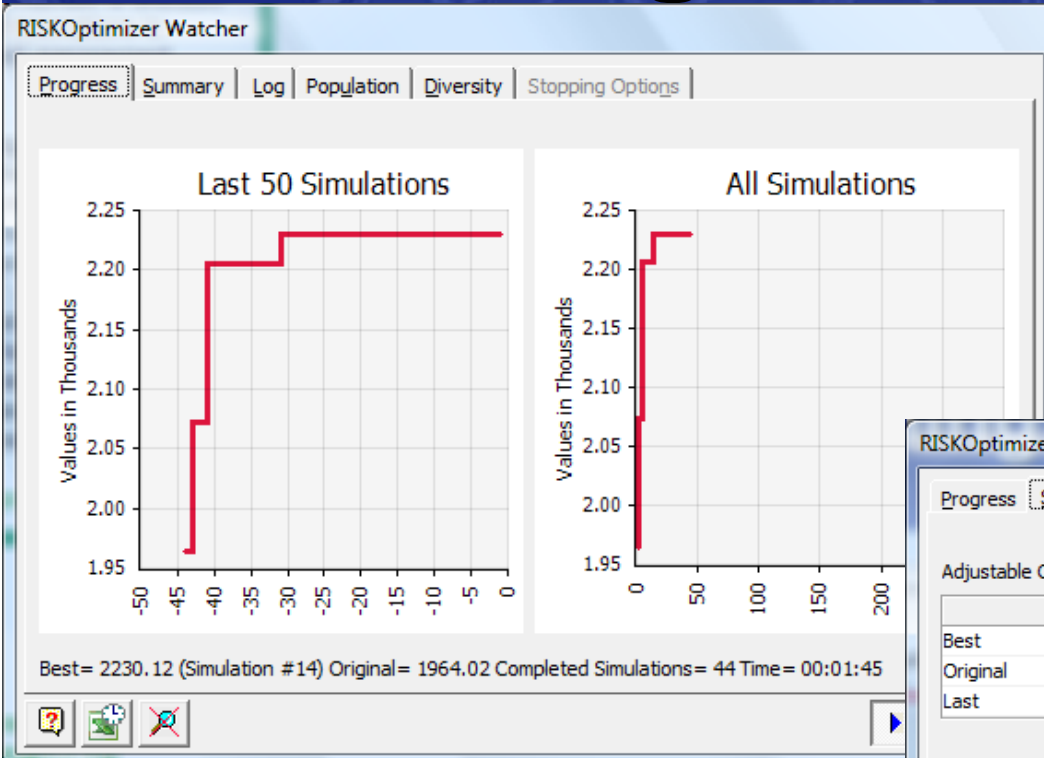 RISKOptimizer Watcher
Progress Summary Log Population Diversity Stopping Options
Last 50 Simulations
2.25
2.20
2.15
2.10
2.05
2.00
1.95
Values in Thousands
-50 -45 -40 -35 -30 -25 -20 -15 -10 -5 0
All Simulations
2.25
2.20
2.15
2.10
2.05
2.00
1.95
Values in Thousands
0 50 100 150 200
Best= 2230.12 (Simulation #14) Original= 1964.02 Completed Simulations= 44 Time= 00:01:45
RISKOptimize
Progress S
Adjustable C
Best
Original
Last